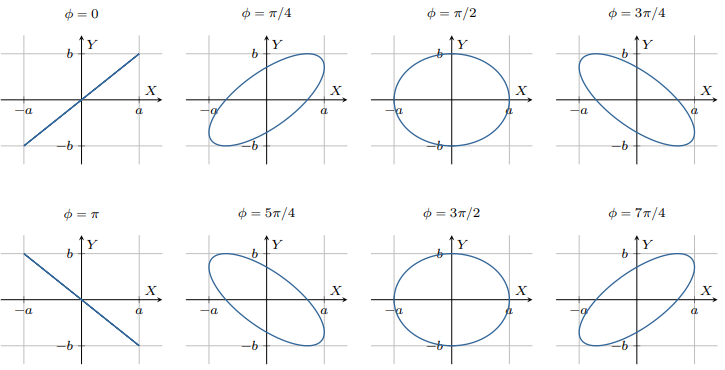 ϕ = 0 ϕ = π/4 ϕ = π/2 ϕ = 3π/4
b Y b Y b Y b Y
X X X X
−a a −a a −a a −a a
−b −b −b −b
ϕ = π ϕ = 5π/4 ϕ = 3π/2 ϕ = 7π/4
b Y b Y b Y b Y
X X X X
−a a −a a −a a −a a
−b −b −b −b